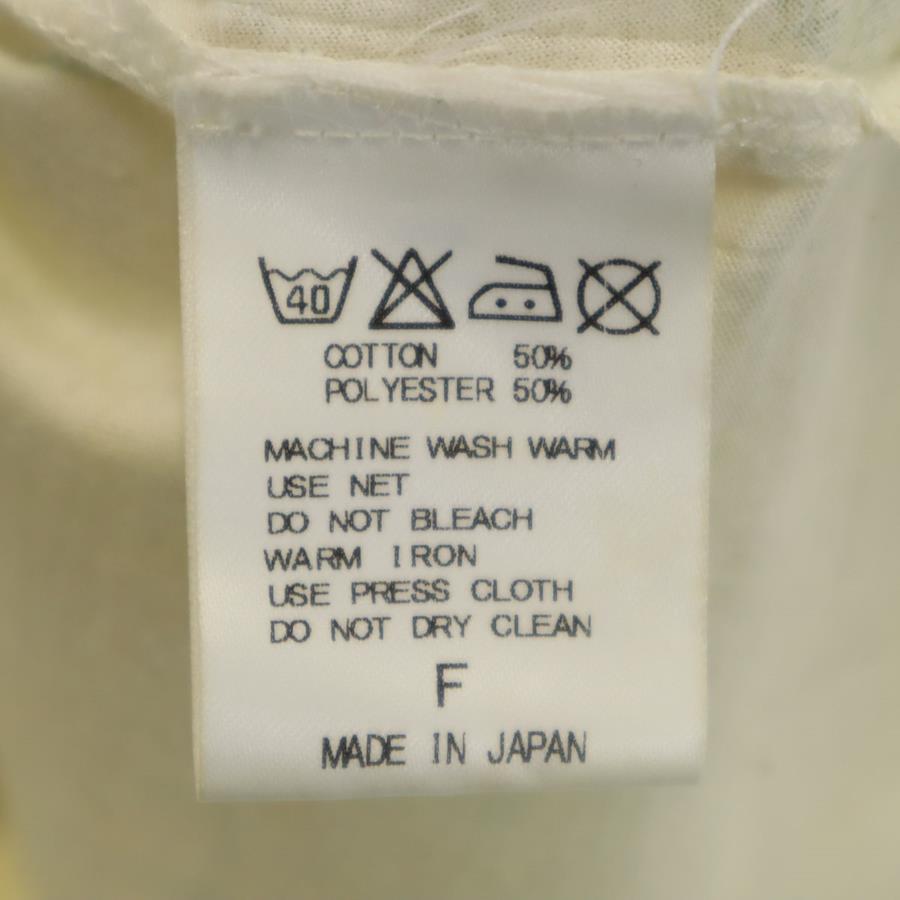 40
COTTON 50%
POLYESTER 50%
MACHINE WASH WARM
USE NET
DO NOT BLEACH
WARM IRON
USE PRESS CLOTH
DO NOT DRY CLEAN
F
MADE IN JAPAN